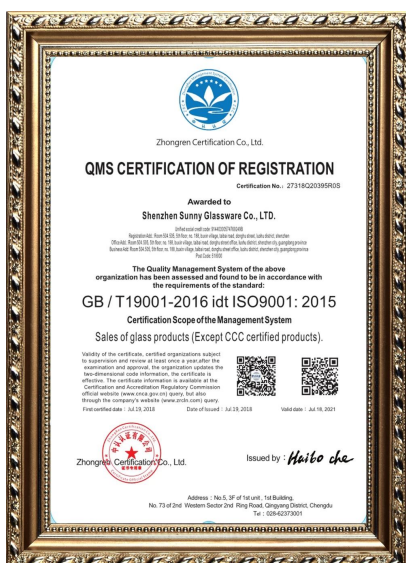 Zhongren Certification Co., Ltd.
QMS CERTIFICATION OF REGISTRATION
Certification No.: 27318Q20395R0S
Awarded to
Shenzhen Sunny Glassware Co., LTD.
The Quality Management System of the above
organization has been assessed and found to be in accordance with
the requirements of the standard:
GB / T19001-2016 idt ISO9001: 2015
Certification Scope of the Management System
Sales of glass products (Except CCC certified products).
Validity of the certificate, certified organizations subject
to supervision and review at least once a year,after the
examination and approval, the organization updates the
two-dimensional code information, the certificate is
effective. The certificate information is available at the
Certification and Accreditation Regulatory Commission
official website (www.cnca.gov.cn) query, but also
through the company's website (www.zrcln.com) query.
First certified date : Jul.19, 2018 Date of Issued : Jul.19, 2018 Valid date : Jul.18, 2021
Zhongren Certification Co., Ltd.
Issued by : Haibo che
Address : No.5, 3F of 1st unit , 1st Building,
No. 73 of 2nd Western Sector 2nd Ring Road, Qingyang District, Chengdu
Tel : 028-62373001